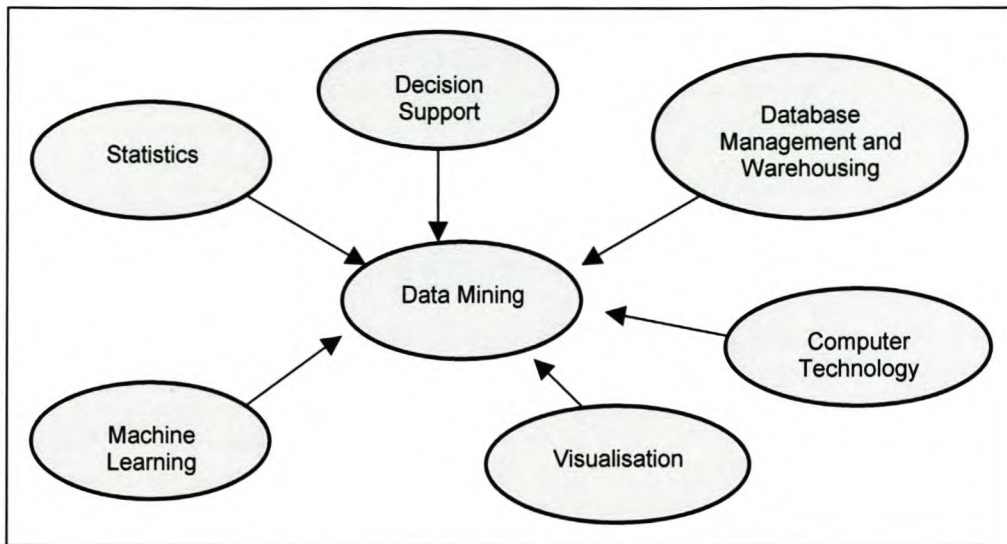 Decision
Support
Statistics
Database
Management and
Warehousing
Data Mining
Computer
Technology
Machine
Learning
Visualisation